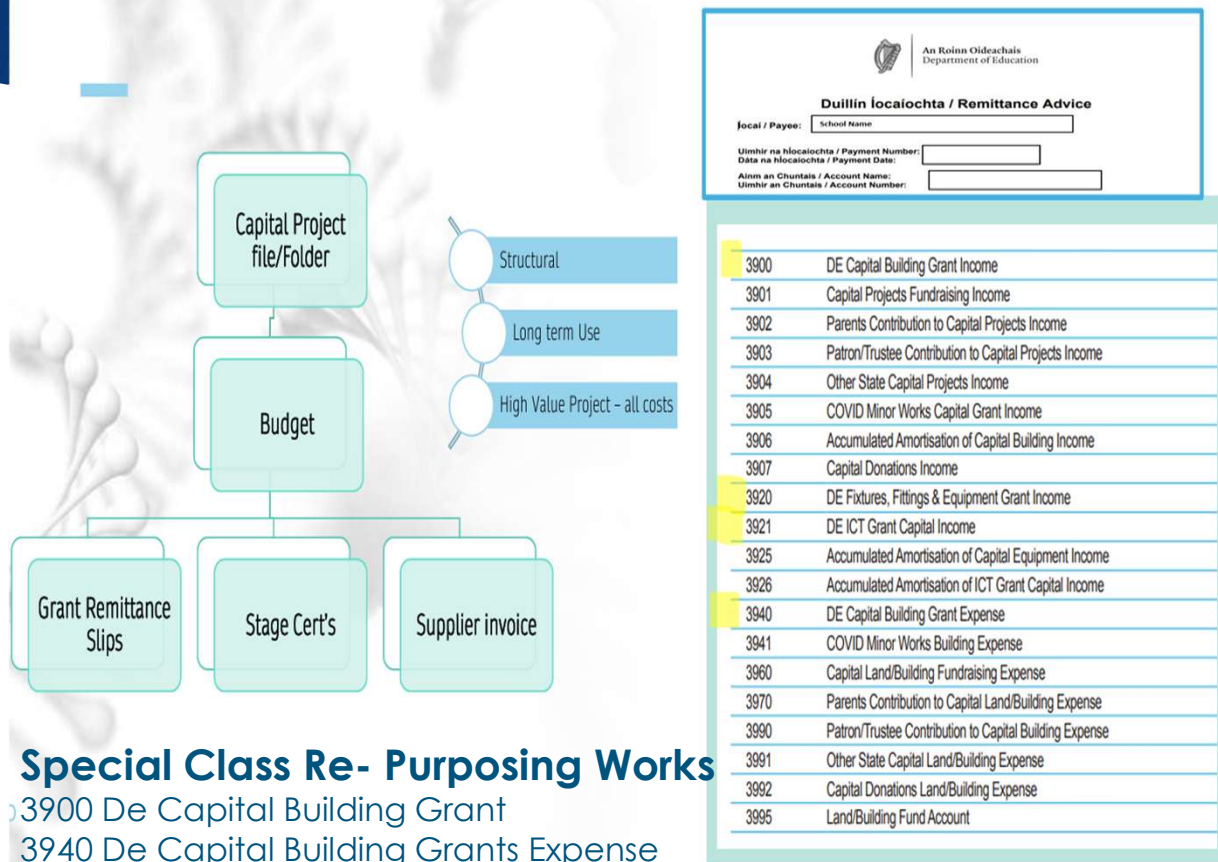 Capital Project
file/Folder
Budget
Grant Remittance
Slips
Stage Cert's
Supplier invoice
Structural
Long term Use
High Value Project – all costs
Special Class Re- Purposing Works
3900 De Capital Building Grant
3940 De Capital Building Grants Expense
An Roinn Oideachais
Department of Education
Duillín Íocaíochta / Remittance Advice
Íocaí / Payee: School Name
Uimhir na hÍocaíochta / Payment Number:
Dáta na hÍocaíochta / Payment Date:
Ainm an Chuntais / Account Name:
Uimhir an Chuntais / Account Number:
3900 DE Capital Building Grant Income
3901 Capital Projects Fundraising Income
3902 Parents Contribution to Capital Projects Income
3903 Patron/Trustee Contribution to Capital Projects Income
3904 Other State Capital Projects Income
3905 COVID Minor Works Capital Grant Income
3906 Accumulated Amortisation of Capital Building Income
3907 Capital Donations Income
3920 DE Fixtures, Fittings & Equipment Grant Income
3921 DE ICT Grant Capital Income
3925 Accumulated Amortisation of Capital Equipment Income
3926 Accumulated Amortisation of ICT Grant Capital Income
3940 DE Capital Building Grant Expense
3941 COVID Minor Works Building Expense
3960 Capital Land/Building Fundraising Expense
3970 Parents Contribution to Capital Land/Building Expense
3990 Patron/Trustee Contribution to Capital Building Expense
3991 Other State Capital Land/Building Expense
3992 Capital Donations Land/Building Expense
3995 Land/Building Fund Account